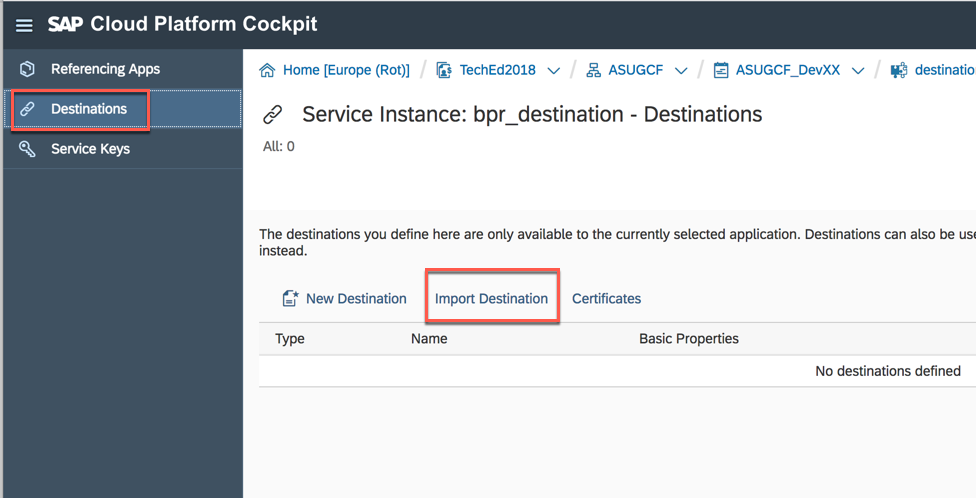 SAP Cloud Platform Cockpit
Referencing Apps
Destinations
Service Keys
Home [Europe (Rot)] / TechEd2018 / ASUGCF / ASUGCF_DevXX / destinatio
Service Instance: bpr_destination - Destinations
All: 0
The destinations you define here are only available to the currently selected application. Destinations can also be use
instead.
New Destination Import Destination Certificates
Type Name Basic Properties
No destinations defined